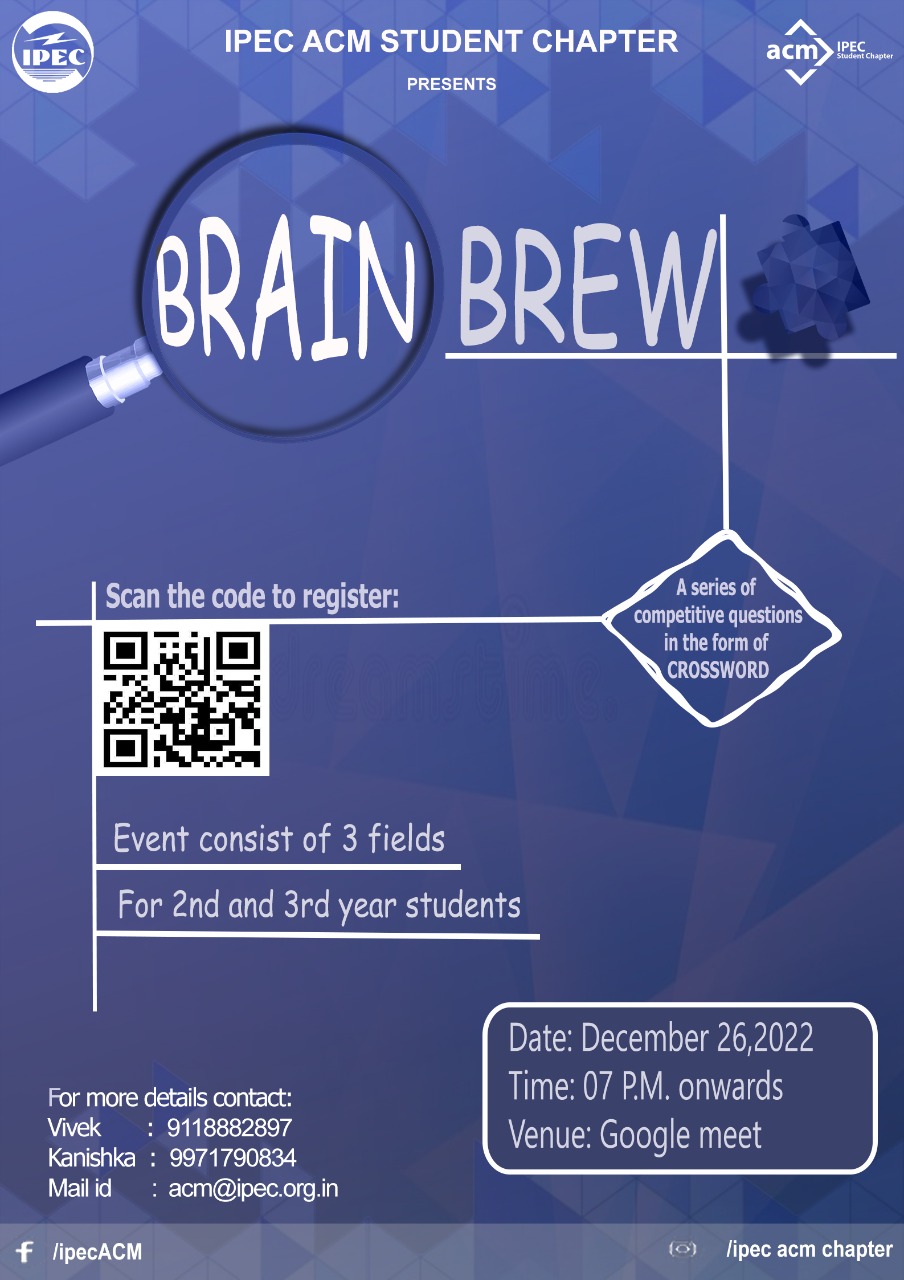 IPEC
IPEC ACM STUDENT CHAPTER
PRESENTS
acm IPEC
Student Chapter
BRAIN BREW
A series of
competitive questions
in the form of
CROSSWORD
Scan the code to register:
dreamstime
Event consist of 3 fields
For 2nd and 3rd year students
Date: December 26,2022
Time: 07 P.M. onwards
Venue: Google meet
For more details contact:
Vivek : 9118882897
Kanishka : 9971790834
Mail id : acm@ipec.org.in
/ipecACM
/ipec acm chapter